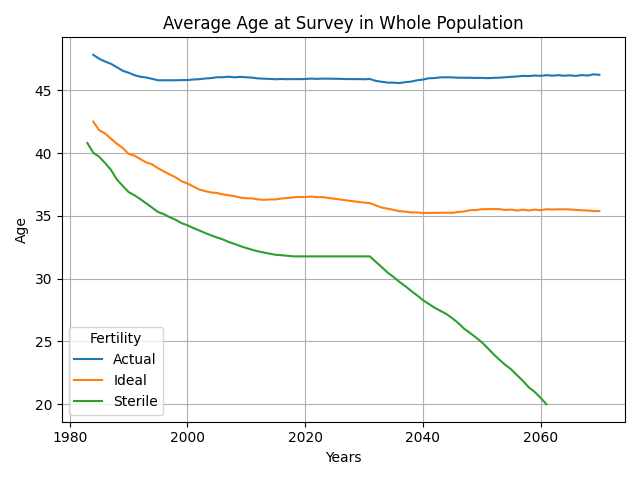 Average Age at Survey in Whole Population
Age
45
40
35
30
25
20
Fertility
Actual
Ideal
Sterile
1980
2000
2020
2040
2060
Years